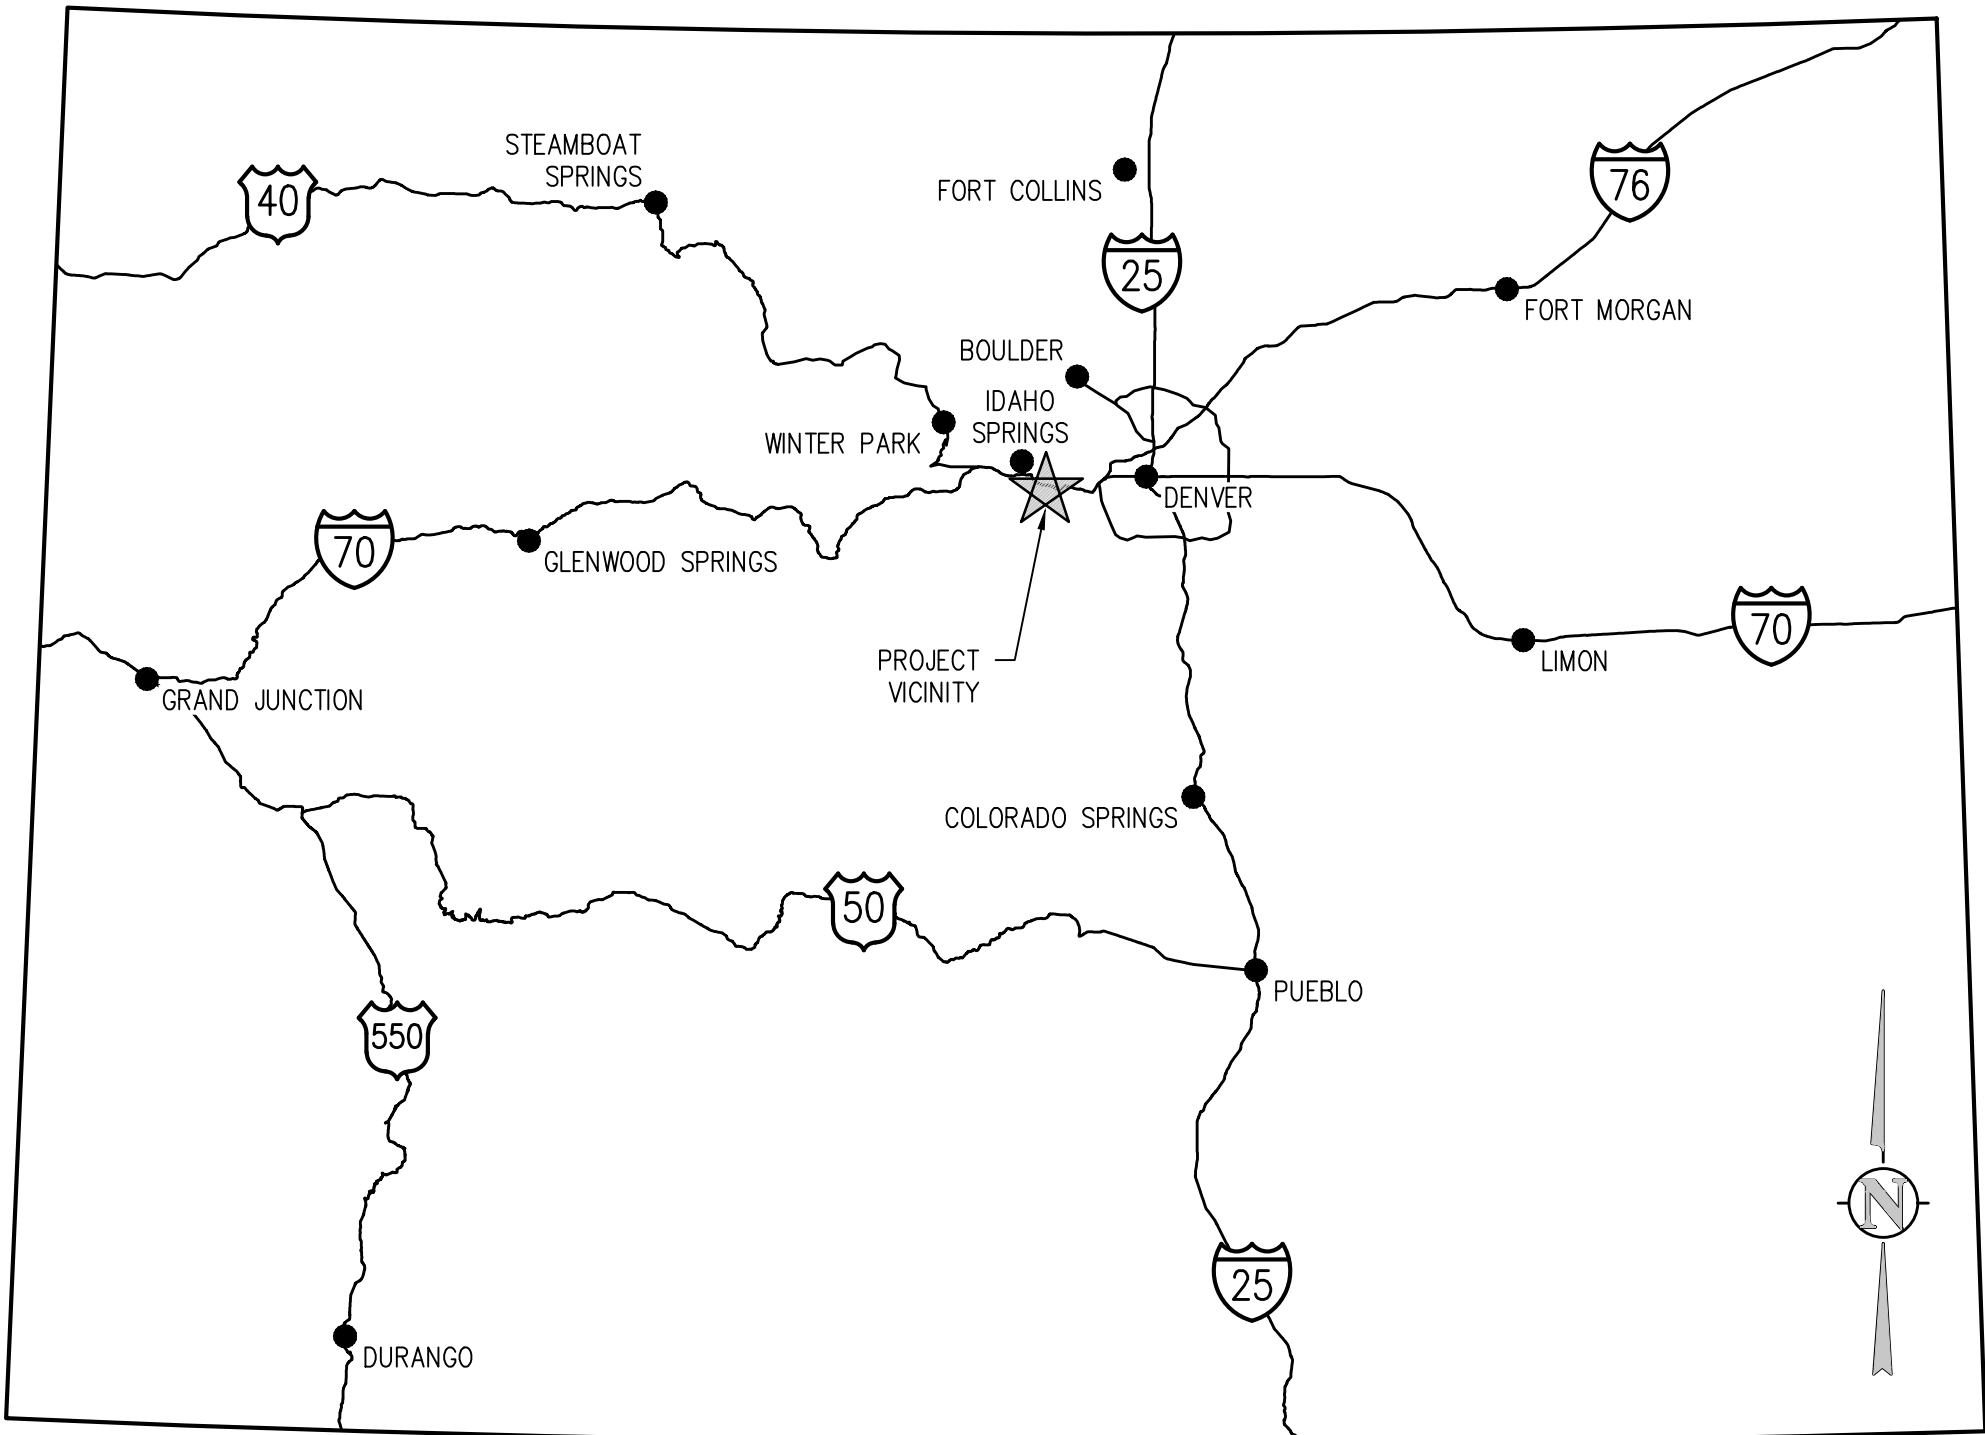 STEAMBOAT
SPRINGS
40
FORT COLLINS
76
25
FORT MORGAN
BOULDER
IDAHO
SPRINGS
WINTER PARK
DENVER
70
GLENWOOD SPRINGS
70
LIMON
PROJECT
VICINITY
GRAND JUNCTION
COLORADO SPRINGS
50
PUEBLO
550
N
25
DURANGO